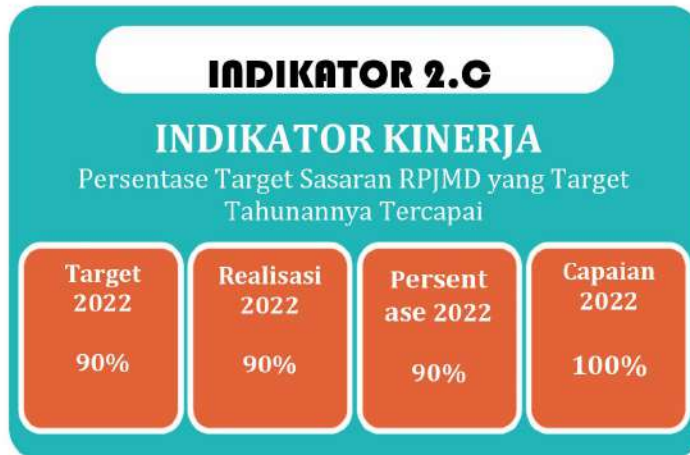 INDIKATOR 2.C
INDIKATOR KINERJA
Persentase Target Sasaran RPJMD yang Target
Tahunannya Tercapai
Target
2022
90%
Realisasi
2022
90%
Persent
ase 2022
90%
Capaian
2022
100%